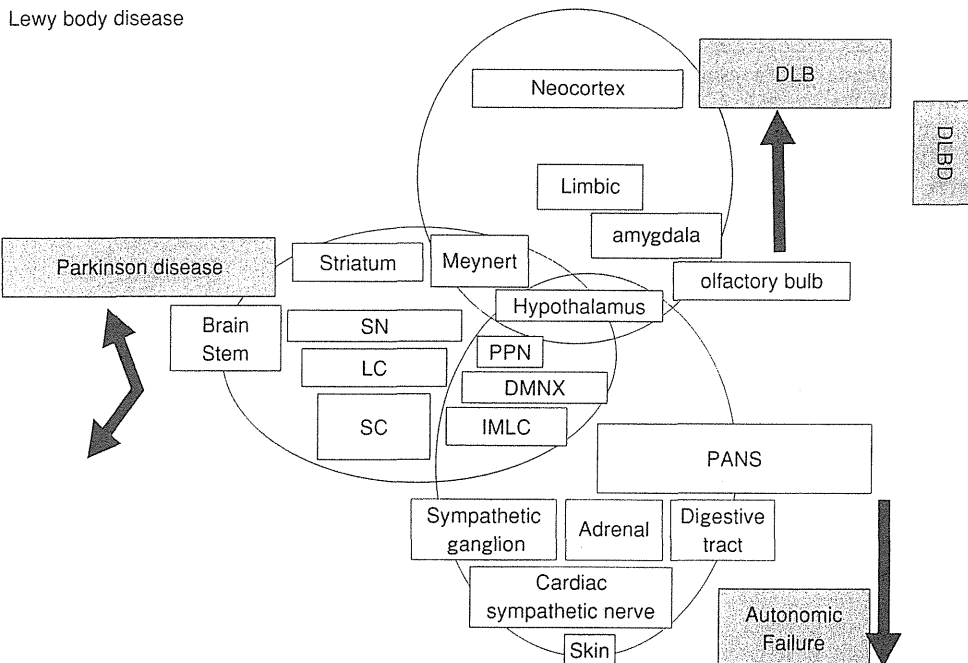 Lewy body disease
Neocortex
DLB
DLBD
Limbic
amygdala
Parkinson disease
Striatum
Meynert
olfactory bulb
Hypothalamus
Brain
Stem
SN
PPN
LC
DMNX
SC
IMLC
PANS
Sympathetic
ganglion
Adrenal
Digestive
tract
Cardiac
sympathetic nerve
Autonomic
Failure
Skin